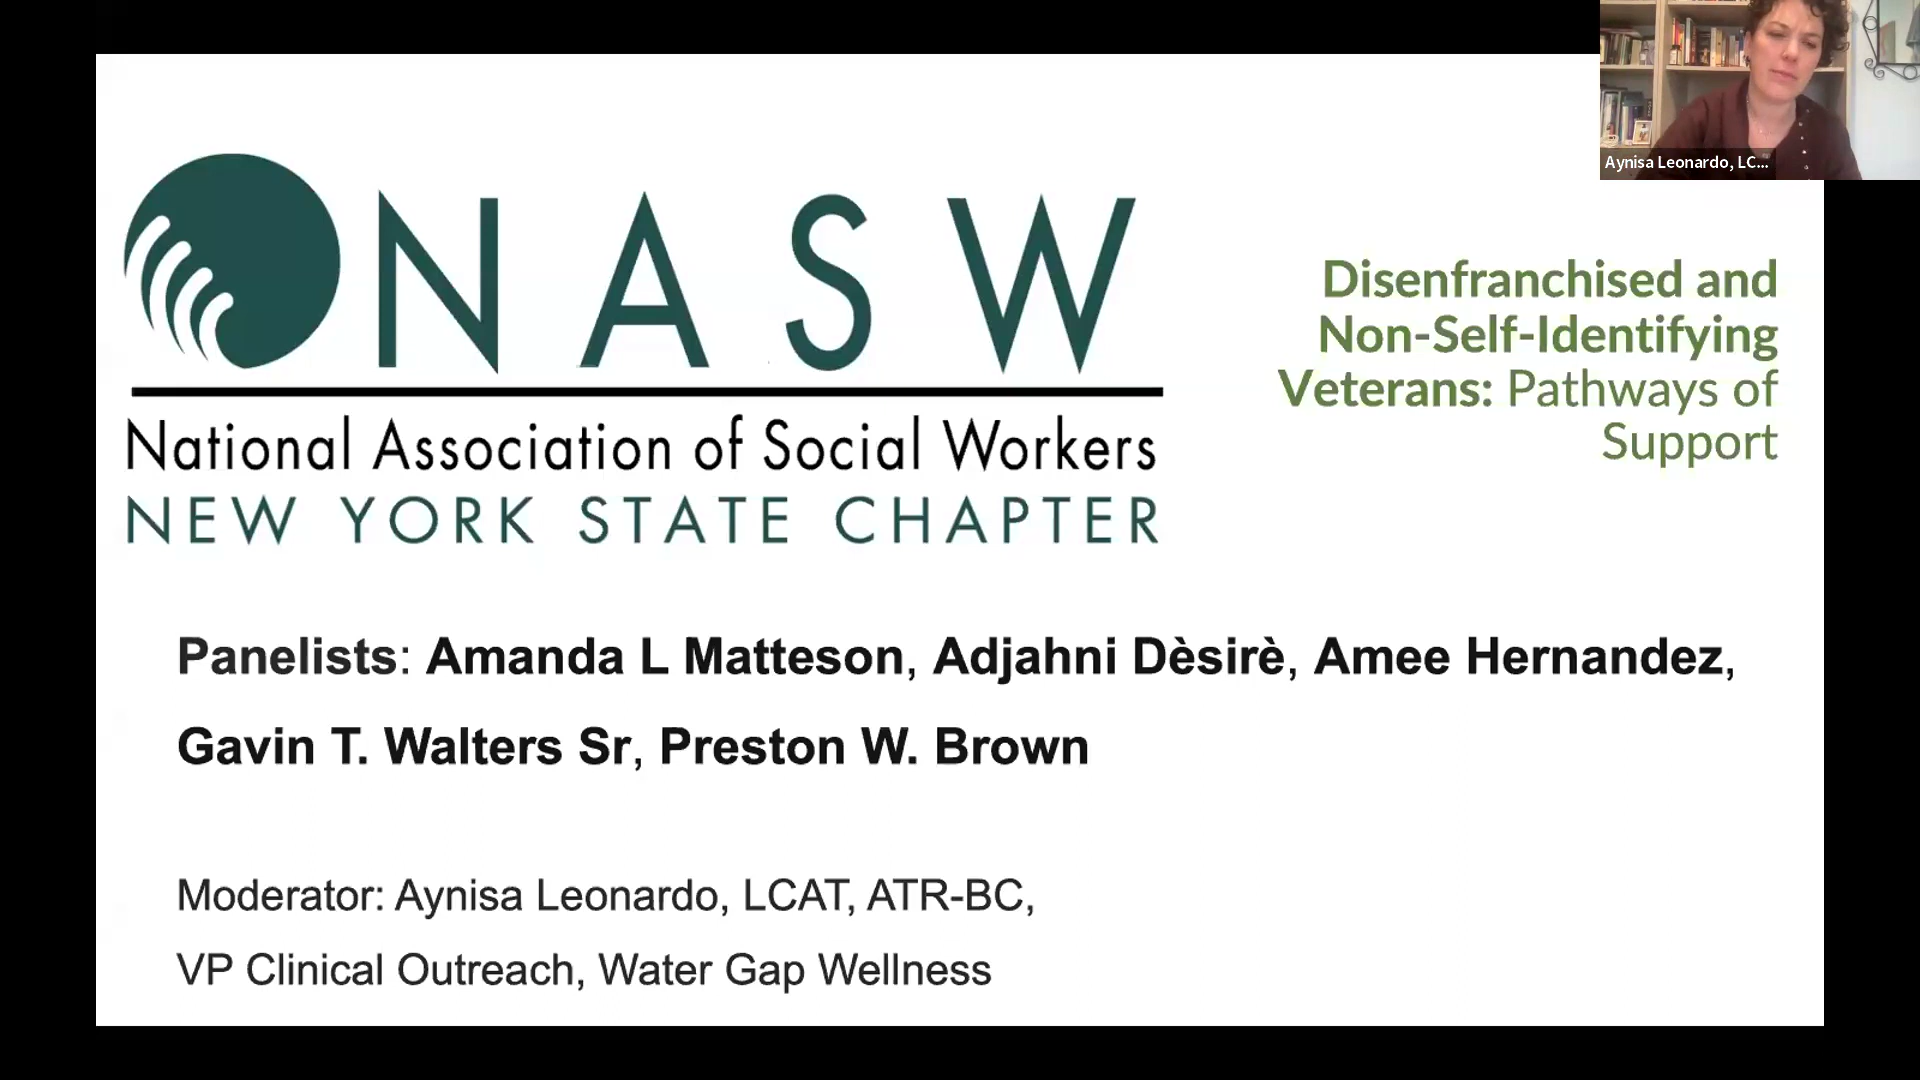 Aynisa Leonardo, LC...
NASW
National Association of Social Workers
NEW YORK STATE CHAPTER
Disenfranchised and
Non-Self-Identifying
Veterans: Pathways of
Support
Panelists: Amanda L Matteson, Adjahni Dèsirè, Amee Hernandez,
Gavin T. Walters Sr, Preston W. Brown
Moderator: Aynisa Leonardo, LCAT, ATR-BC,
VP Clinical Outreach, Water Gap Wellness